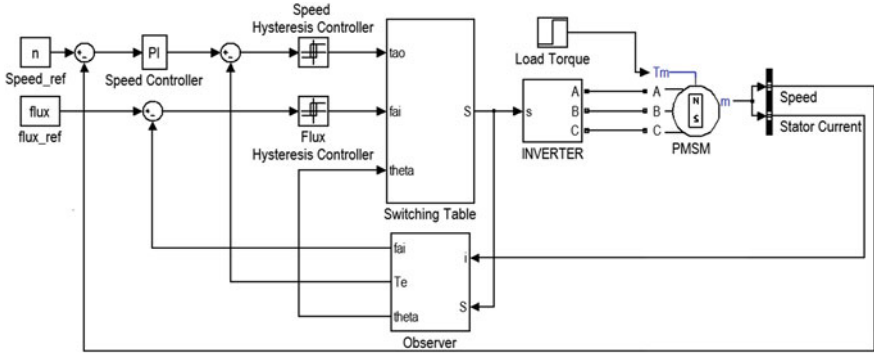 n
Speed_ref
+
-
PI
Speed Controller
+
-
Speed
Hysteresis Controller
flux
flux_ref
+
-
Flux
Hysteresis Controller
tao
fai
theta
S
Switching Table
Load Torque
s
A
B
C
INVERTER
Tm
A
B
C
N
S
m
PMSM
Speed
Stator Current
fai
Te
theta
i
S
Observer